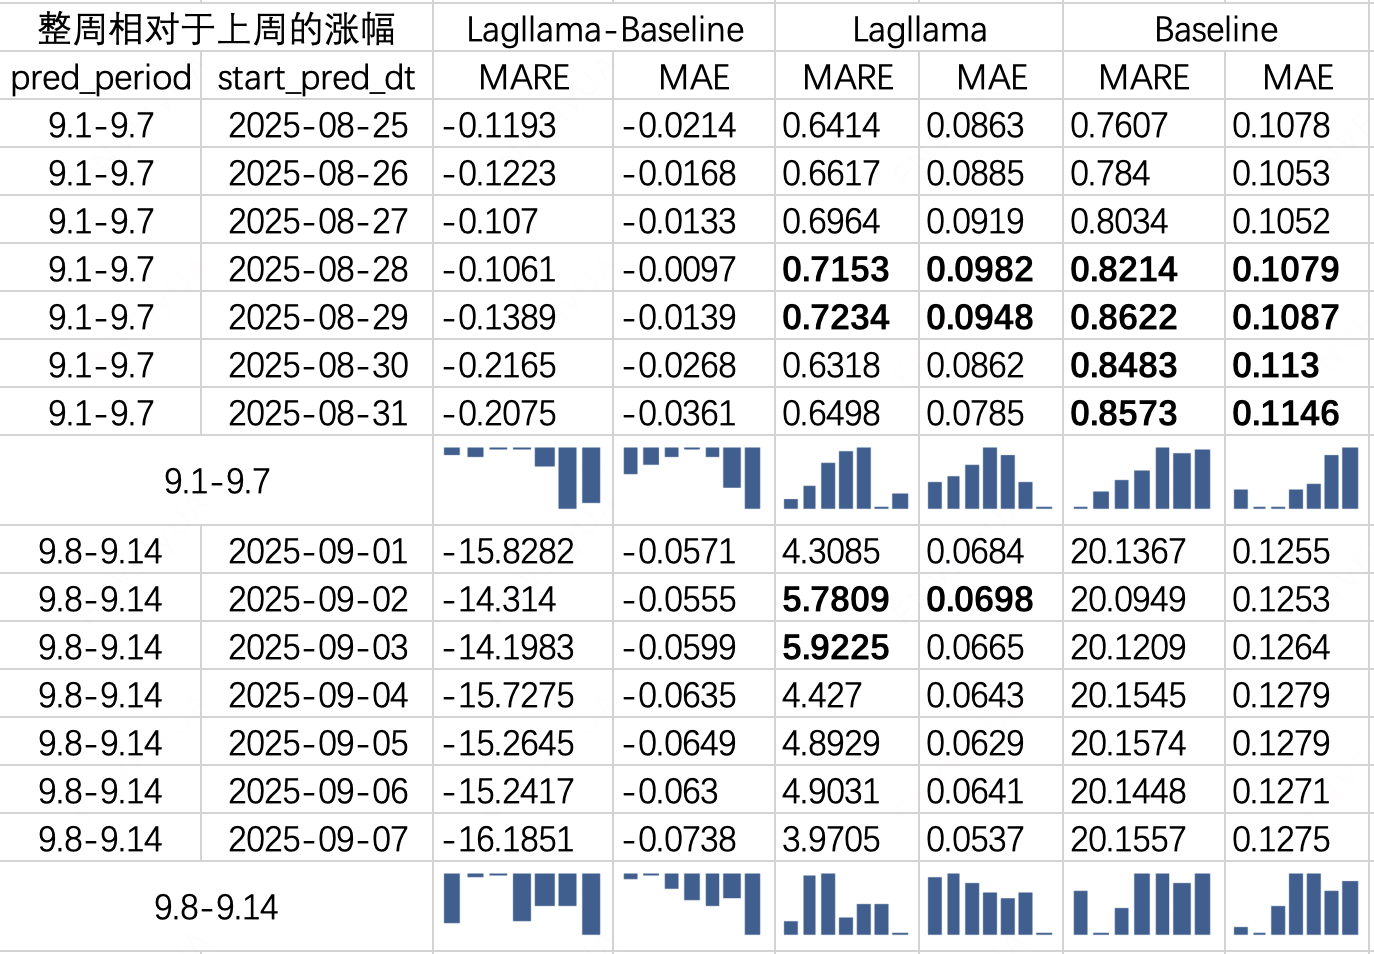 整周相对于上周的涨幅 Lagllama-Baseline Lagllama Baseline
pred_period start_pred_dt MARE MAE MARE MAE MARE MAE
9.1-9.7 2025-08-25 -0.1193 -0.0214 0.6414 0.0863 0.7607 0.1078
9.1-9.7 2025-08-26 -0.1223 -0.0168 0.6617 0.0885 0.784 0.1053
9.1-9.7 2025-08-27 -0.107 -0.0133 0.6964 0.0919 0.8034 0.1052
9.1-9.7 2025-08-28 -0.1061 -0.0097 0.7153 0.0982 0.8214 0.1079
9.1-9.7 2025-08-29 -0.1389 -0.0139 0.7234 0.0948 0.8622 0.1087
9.1-9.7 2025-08-30 -0.2165 -0.0268 0.6318 0.0862 0.8483 0.113
9.1-9.7 2025-08-31 -0.2075 -0.0361 0.6498 0.0785 0.8573 0.1146
9.1-9.7
9.8-9.14 2025-09-01 -15.8282 -0.0571 4.3085 0.0684 20.1367 0.1255
9.8-9.14 2025-09-02 -14.314 -0.0555 5.7809 0.0698 20.0949 0.1253
9.8-9.14 2025-09-03 -14.1983 -0.0599 5.9225 0.0665 20.1209 0.1264
9.8-9.14 2025-09-04 -15.7275 -0.0635 4.427 0.0643 20.1545 0.1279
9.8-9.14 2025-09-05 -15.2645 -0.0649 4.8929 0.0629 20.1574 0.1279
9.8-9.14 2025-09-06 -15.2417 -0.063 4.9031 0.0641 20.1448 0.1271
9.8-9.14 2025-09-07 -16.1851 -0.0738 3.9705 0.0537 20.1557 0.1275
9.8-9.14